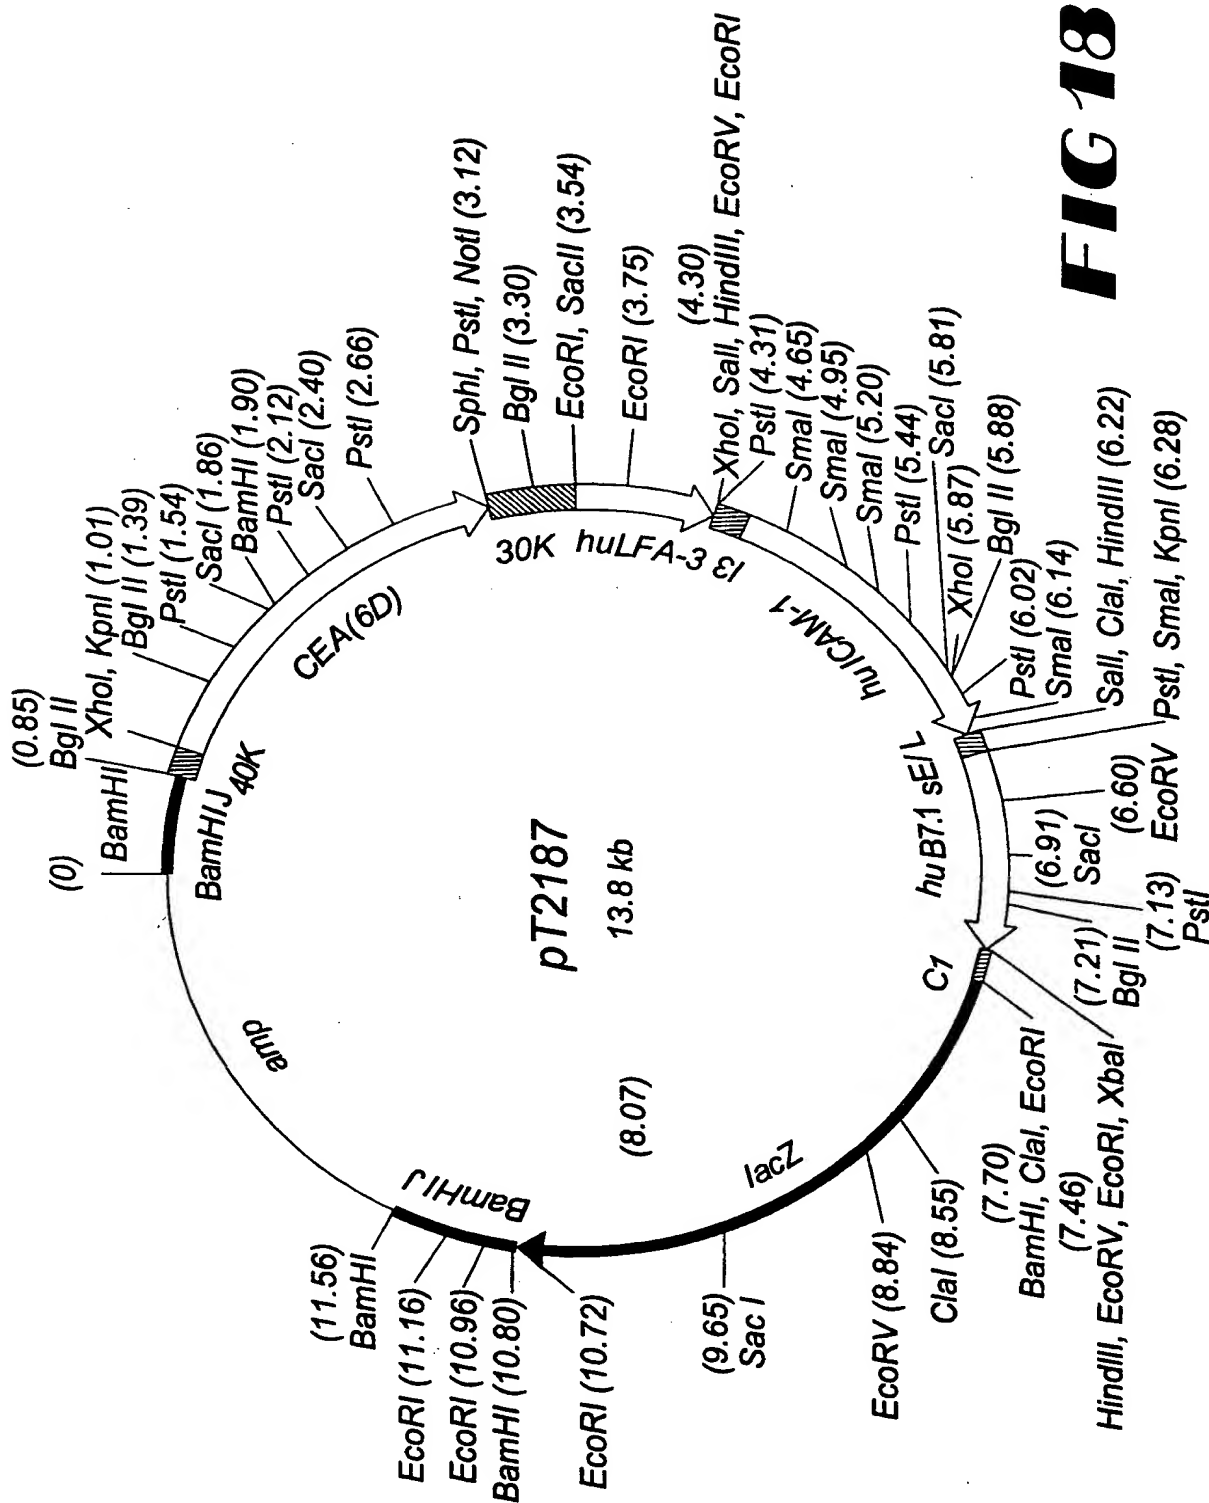 (0)
BamHI
(0.85)
Bgl II
XhoI, KpnI (1.01)
Bgl II (1.39)
PstI (1.54)
SacI (1.86)
BamHI (1.90)
PstI (2.12)
SacI (2.40)
PstI (2.66)
SphI, PstI, NotI (3.12)
Bgl II (3.30)
EcoRI, SacII (3.54)
EcoRI (3.75)
(4.30)
XhoI, SalI, HindIII, EcoRV, EcoRI
PstI (4.31)
SmaI (4.65)
SmaI (4.95)
SmaI (5.20)
PstI (5.44)
SacI (5.81)
XhoI (5.87)
Bgl II (5.88)
PstI (6.02)
SmaI (6.14)
SalI, ClaI, HindIII (6.22)
PstI, SmaI, KpnI (6.28)
(6.60)
EcoRV
(6.91)
SacI
(7.13)
PstI
(7.21)
Bgl II
(7.46)
HindIII, EcoRV, EcoRI, XbaI
(7.70)
BamHI, ClaI, EcoRI
ClaI (8.55)
EcoRV (8.84)
(9.65)
Sac I
EcoRI (10.72)
BamHI (10.80)
EcoRI (10.96)
EcoRI (11.16)
(11.56)
BamHI
BamHI J
40K
CEA(6D)
30K
huLFA-3
I3
huICAM-1
sE/L
huB7.1
C1
lacZ
(8.07)
BamHI J
amp
pT2187
13.8 kb
FIG 18